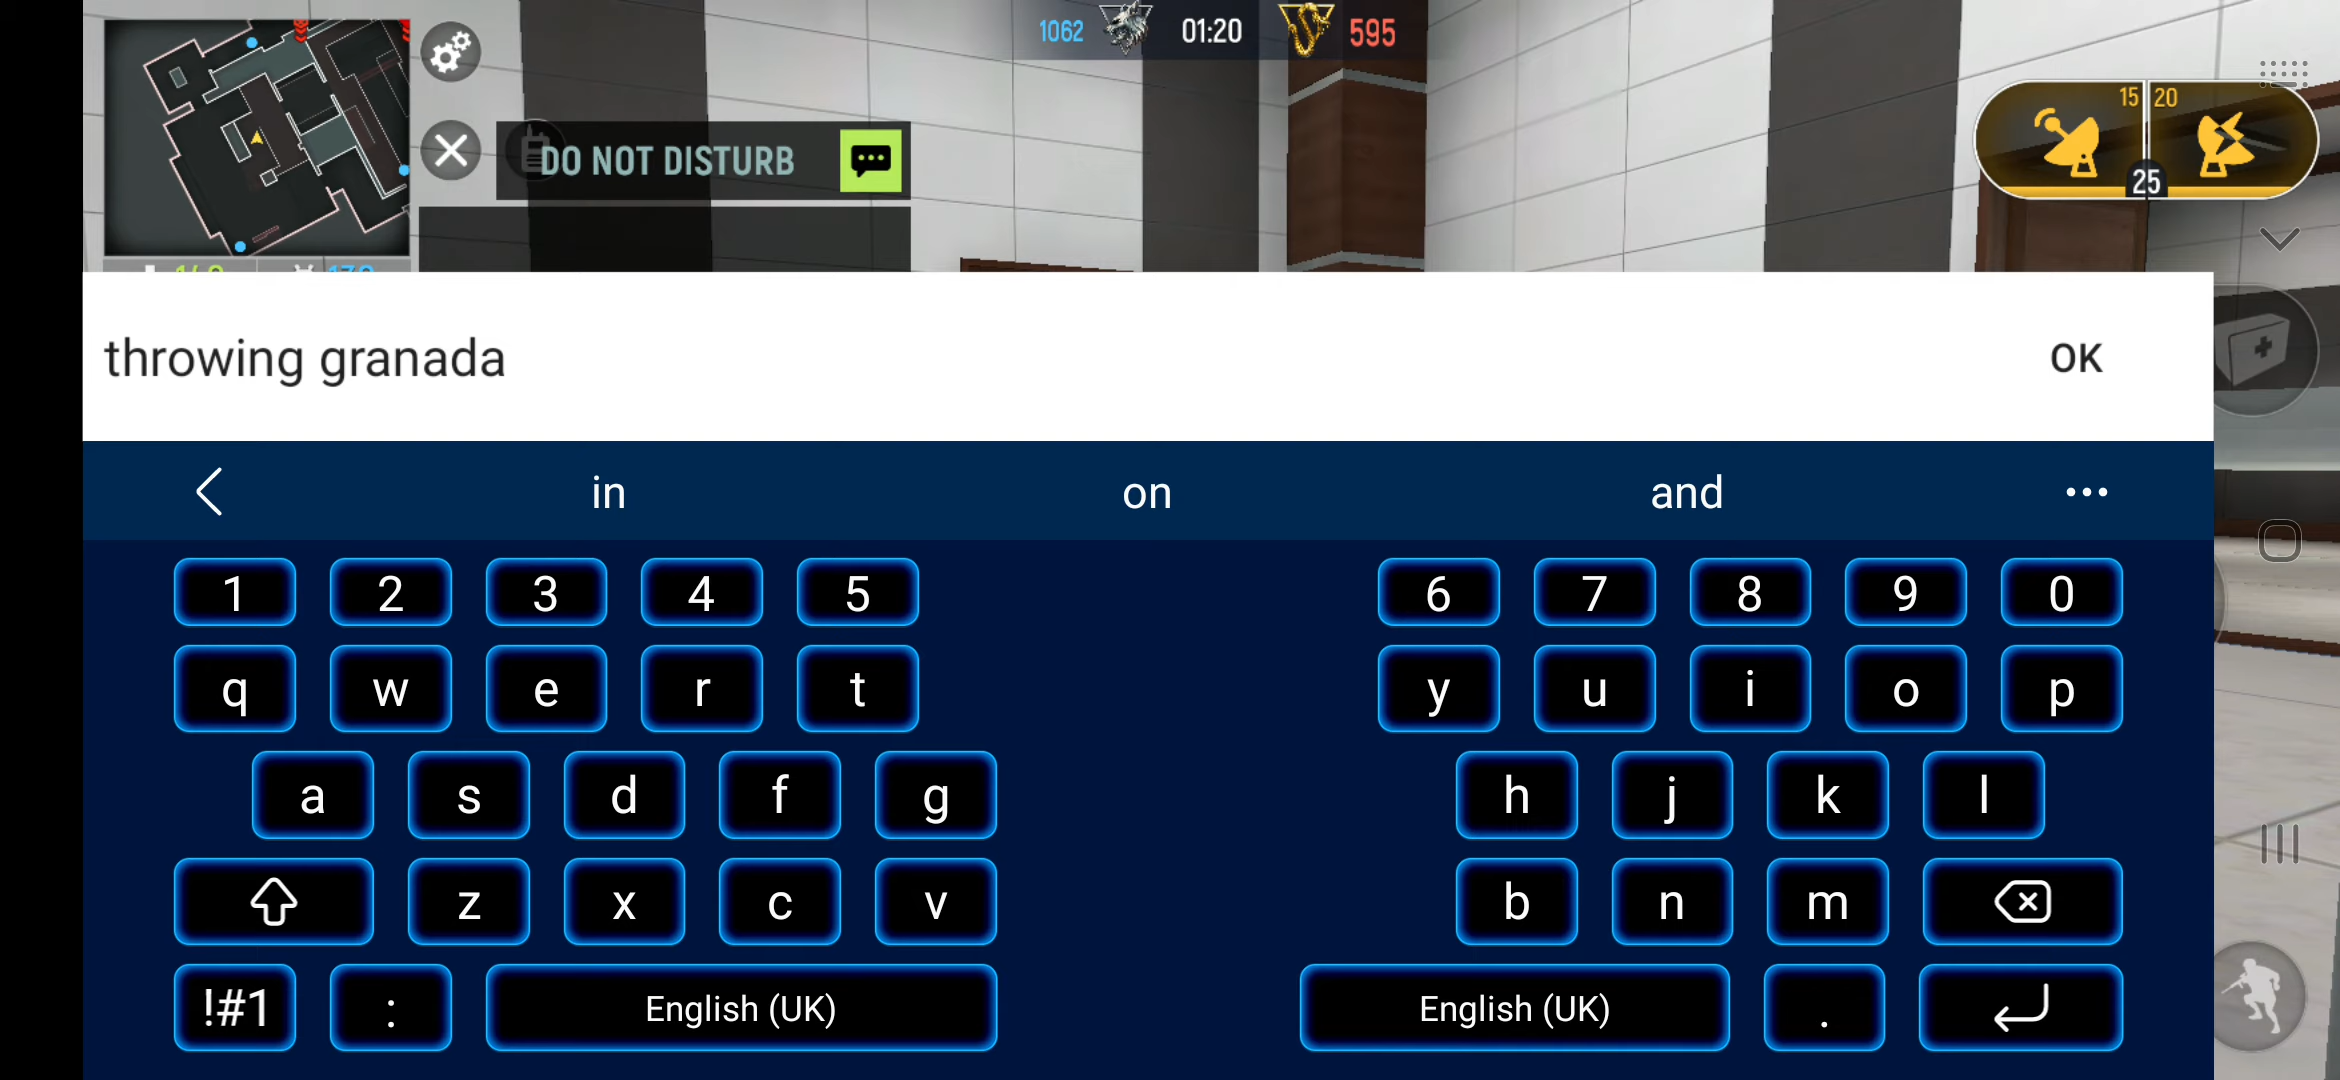 1062 01:20 595
15 20
DO NOT DISTURB
25
throwing granada OK
in on and ...
1 2 3 4 5 6 7 8 9 0
q w e r t y u i o p
a s d f g h j k l
z x c v b n m
!#1 : English (UK) English (UK) .